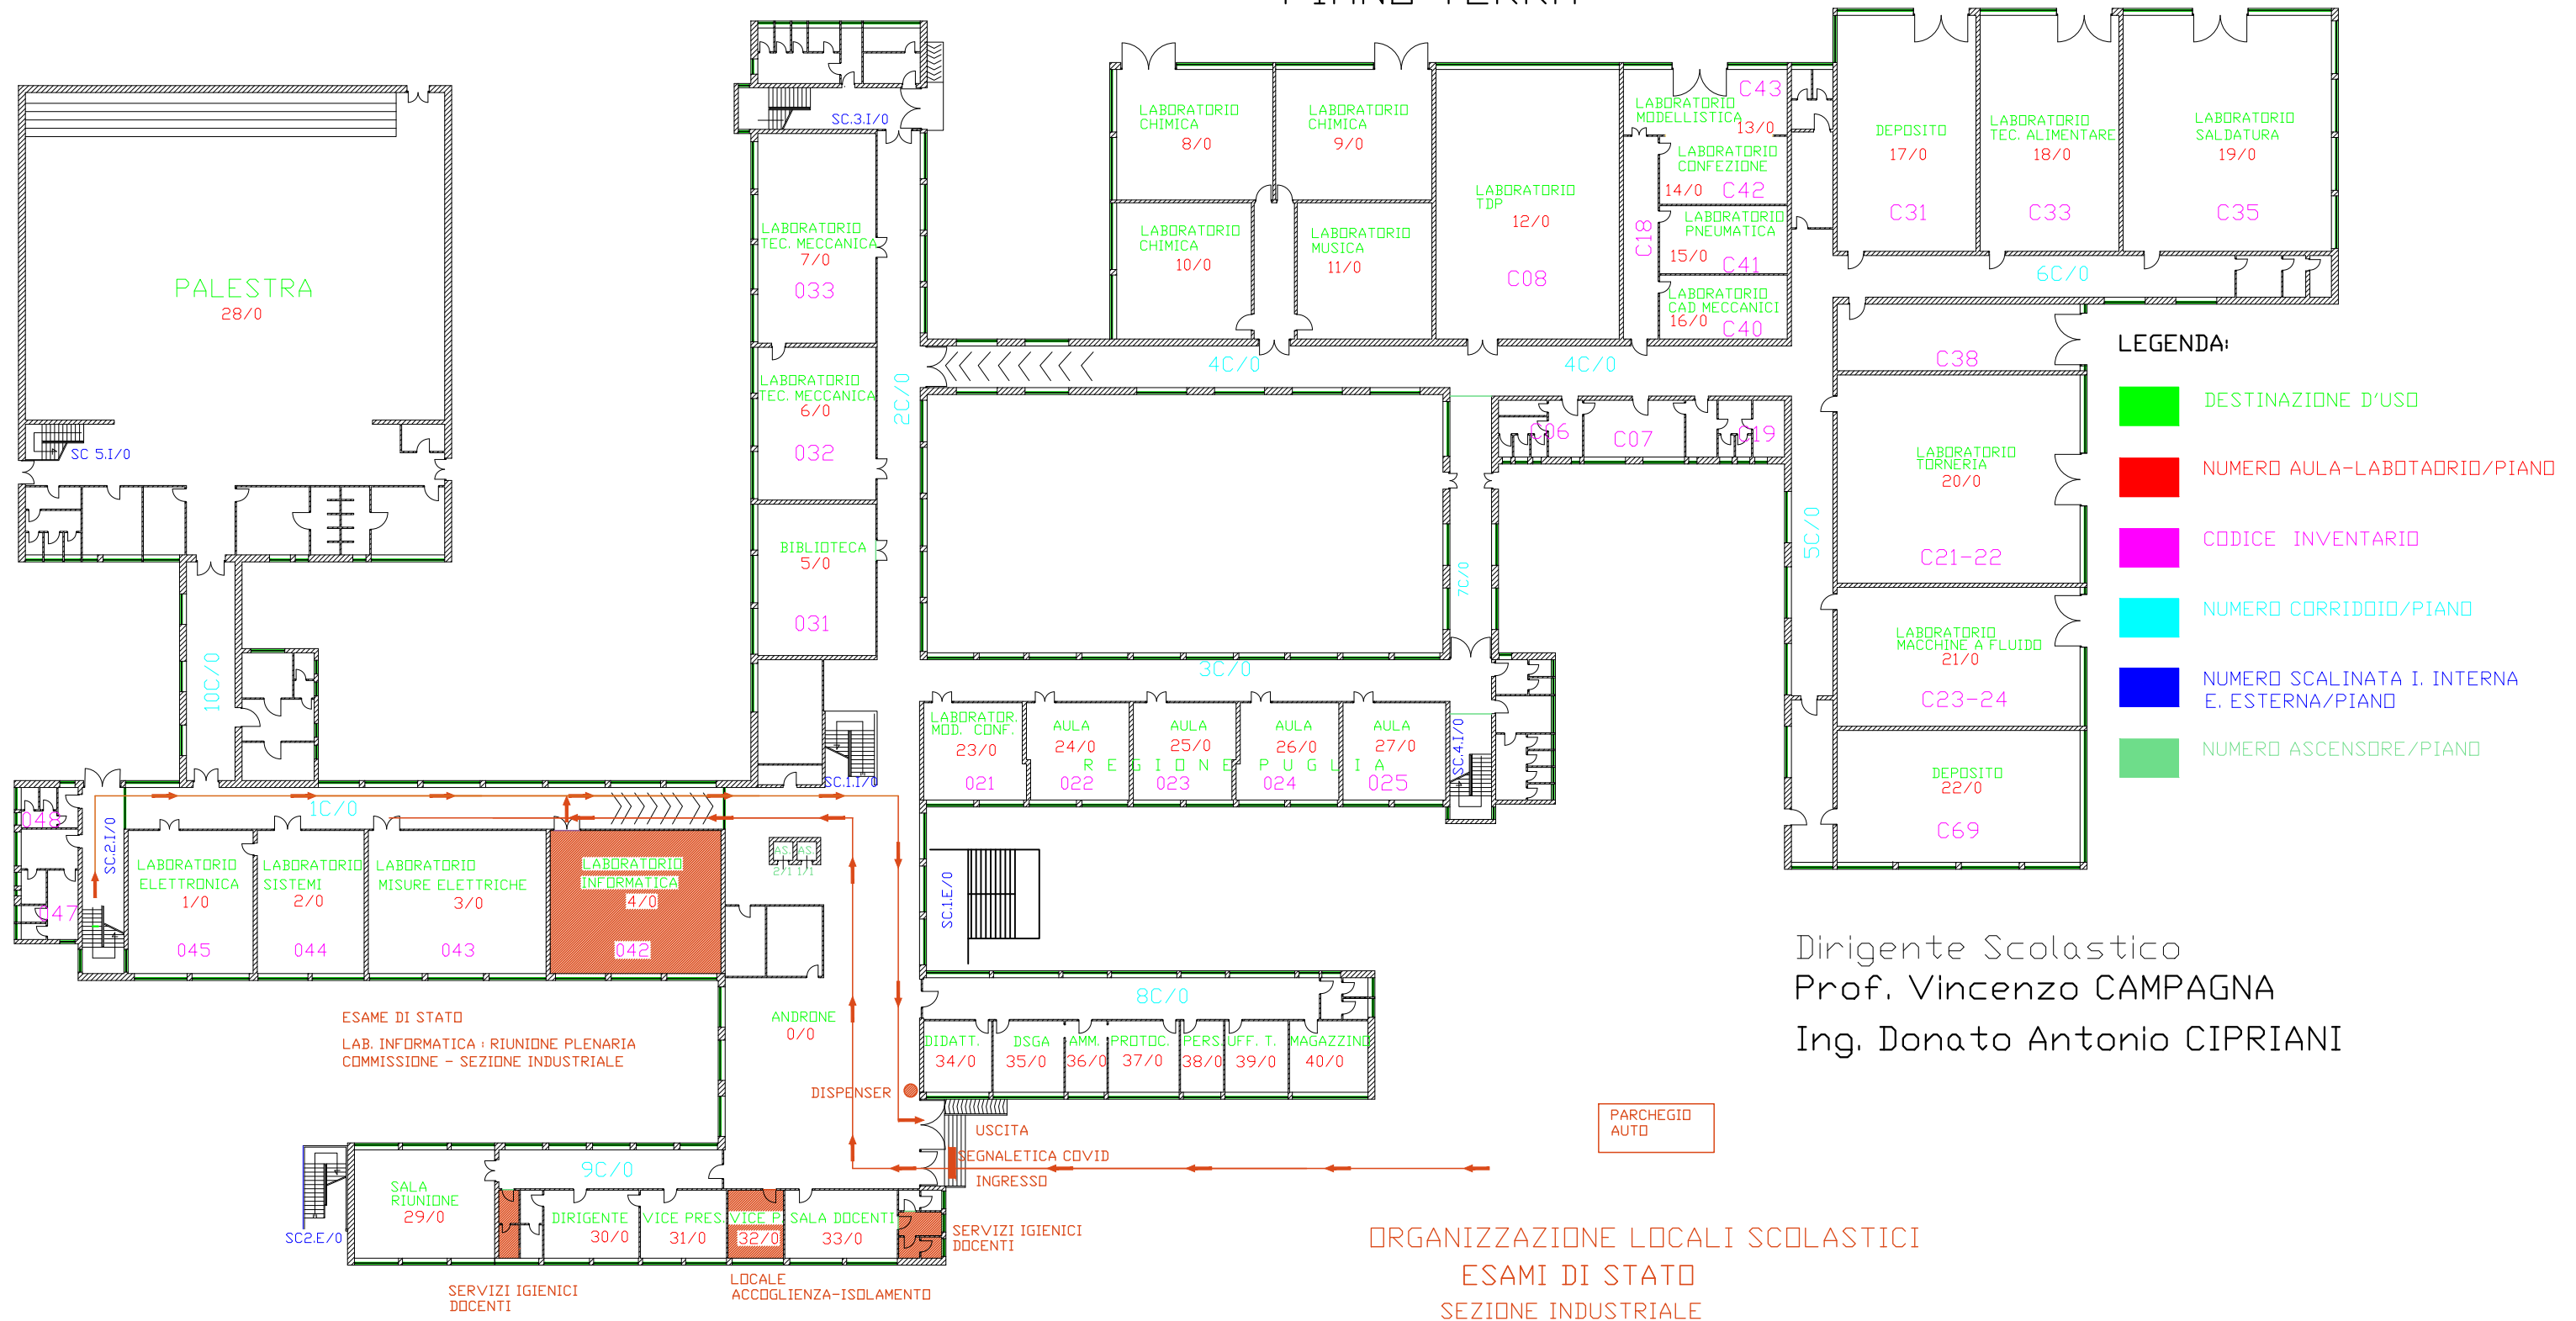 PIANO TERRA
PALESTRA
28/0
SC 5.I/0
10C/0
SC.3.I/0
LABORATORIO
TEC. MECCANICA
7/0
033
LABORATORIO
TEC. MECCANICA
6/0
032
BIBLIOTECA
5/0
031
2C/0
SC.1.I/0
LABORATORIO
CHIMICA
8/0
LABORATORIO
CHIMICA
9/0
LABORATORIO
CHIMICA
10/0
LABORATORIO
MUSICA
11/0
LABORATORIO
TDP
12/0
C08
C18
C43
LABORATORIO
MODELLISTICA
13/0
LABORATORIO
CONFEZIONE
14/0 C42
LABORATORIO
PNEUMATICA
15/0 C41
LABORATORIO
CAD MECCANICI
16/0 C40
DEPOSITO
17/0
C31
LABORATORIO
TEC. ALIMENTARE
18/0
C33
LABORATORIO
SALDATURA
19/0
C35
6C/0
4C/0
4C/0
C06
C07
C19
C38
LABORATORIO
TORNERIA
20/0
C21-22
5C/0
7C/0
LABORATORIO
MACCHINE A FLUIDO
21/0
C23-24
DEPOSITO
22/0
C69
LEGENDA:
DESTINAZIONE D'USO
NUMERO AULA-LABOTAORIO/PIANO
CODICE INVENTARIO
NUMERO CORRIDOIO/PIANO
NUMERO SCALINATA I. INTERNA
E. ESTERNA/PIANO
NUMERO ASCENSORE/PIANO
3C/0
LABORATOR.
MOD. CONF.
23/0
021
AULA
24/0
022
AULA
25/0
023
AULA
26/0
024
AULA
27/0
025
REGIONE PUGLIA
SC.4.I/0
048
047
SC.2.I/0
1C/0
LABORATORIO
ELETTRONICA
1/0
045
LABORATORIO
SISTEMI
2/0
044
LABORATORIO
MISURE ELETTRICHE
3/0
043
LABORATORIO
INFORMATICA
4/0
042
AS. AS.
2/1 1/1
SC.1.E/0
ANDRONE
0/0
8C/0
DIDATT.
34/0
DSGA
35/0
AMM.
36/0
PROTOC.
37/0
PERS.
38/0
UFF. T.
39/0
MAGAZZINO
40/0
ESAME DI STATO
LAB. INFORMATICA : RIUNIONE PLENARIA
COMMISSIONE - SEZIONE INDUSTRIALE
DISPENSER
USCITA
SEGNALETICA COVID
INGRESSO
PARCHEGIO
AUTO
9C/0
SALA
RIUNIONE
29/0
SC2.E/0
DIRIGENTE
30/0
VICE PRES.
31/0
VICE P.
32/0
SALA DOCENTI
33/0
SERVIZI IGIENICI
DOCENTI
SERVIZI IGIENICI
DOCENTI
LOCALE
ACCOGLIENZA-ISOLAMENTO
Dirigente Scolastico
Prof. Vincenzo CAMPAGNA
Ing. Donato Antonio CIPRIANI
ORGANIZZAZIONE LOCALI SCOLASTICI
ESAMI DI STATO
SEZIONE INDUSTRIALE